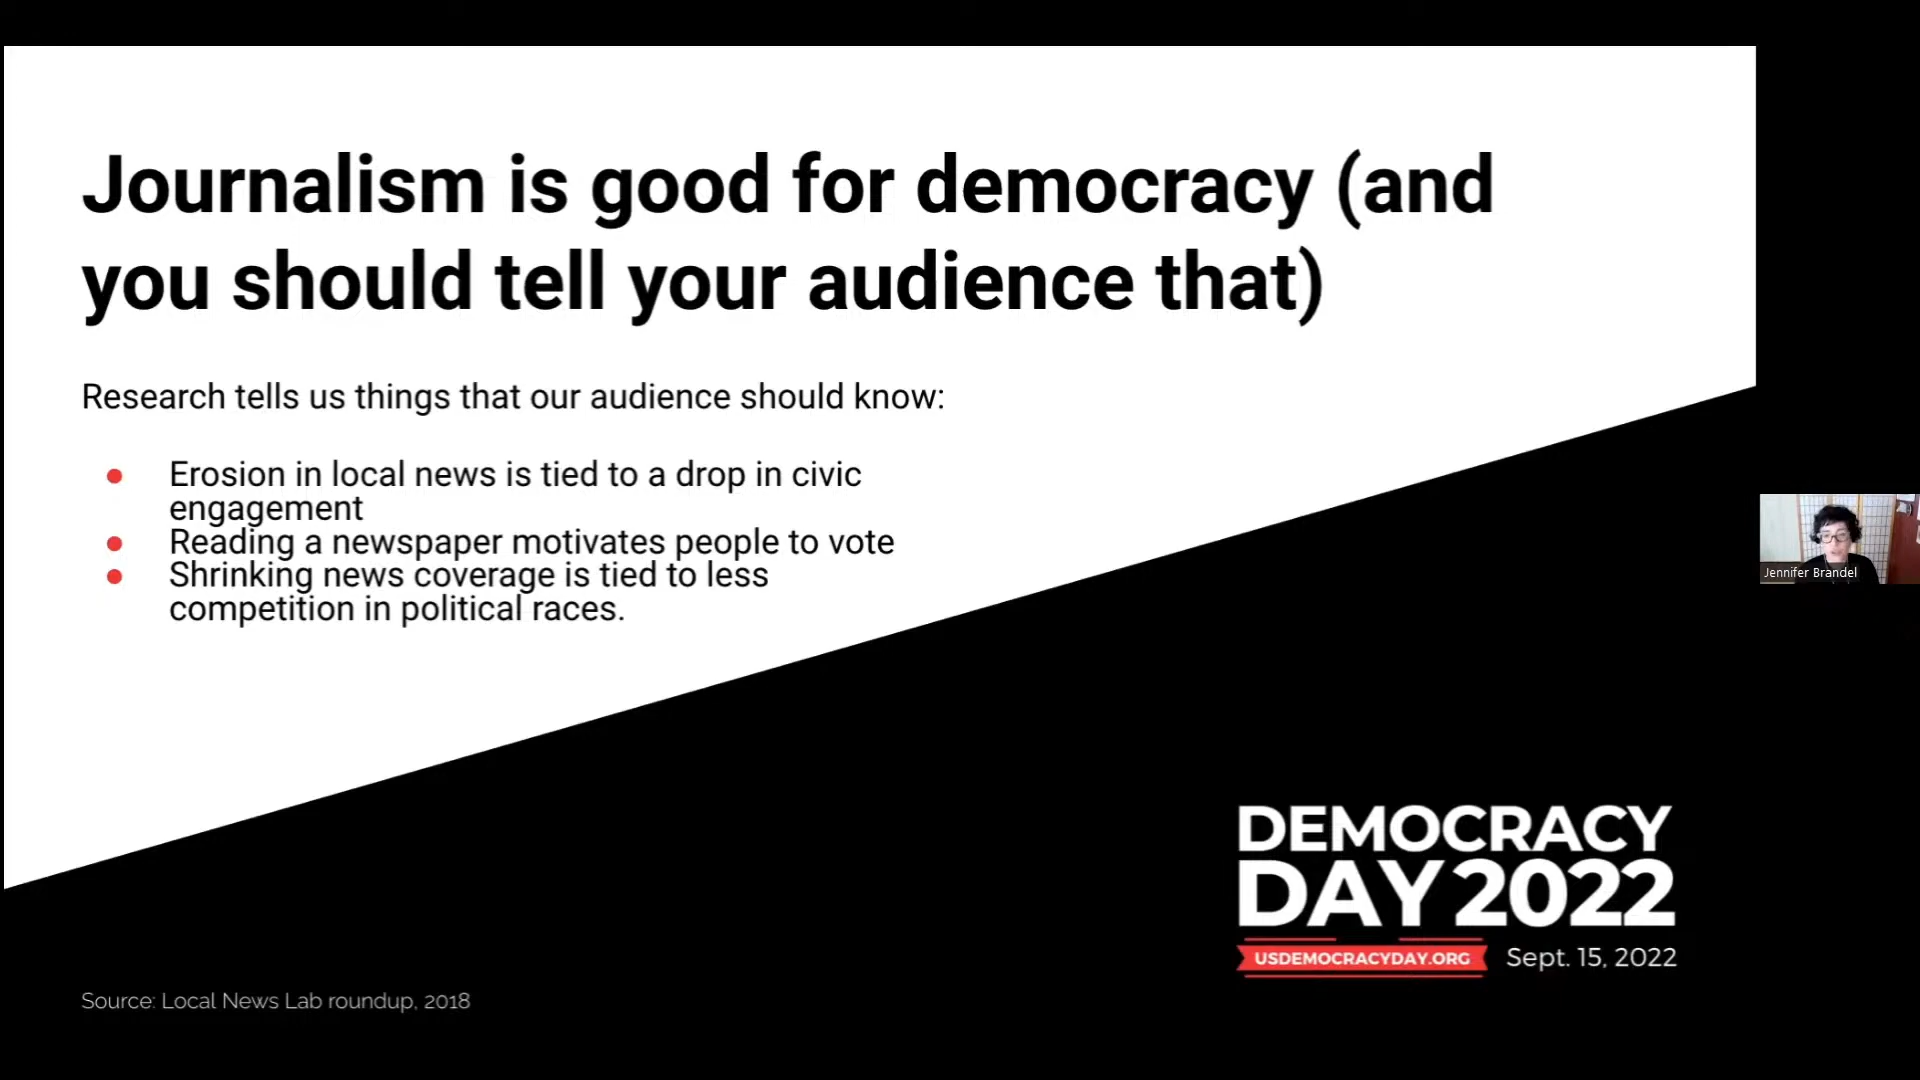 Journalism is good for democracy (and
you should tell your audience that)
Research tells us things that our audience should know:
Erosion in local news is tied to a drop in civic
engagement
Reading a newspaper motivates people to vote
Shrinking news coverage is tied to less
competition in political races.
Jennifer Brandel
DEMOCRACY
DAY 2022
USDEMOCRACYDAY.ORG Sept. 15, 2022
Source: Local News Lab roundup, 2018